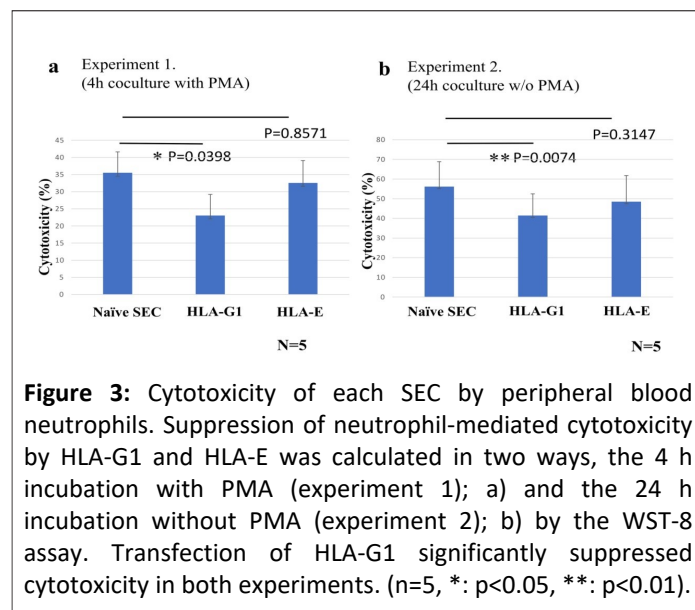 a Experiment 1.
(4h coculture with PMA)
P=0.8571
* P=0.0398
Cytotoxicity (%)
45
40
35
30
25
20
15
10
5
0
Naïve SEC HLA-G1 HLA-E
N=5
b Experiment 2.
(24h coculture w/o PMA)
P=0.3147
** P=0.0074
Cytotoxicity (%)
80
70
60
50
40
30
20
10
0
Naïve SEC HLA-G1 HLA-E
N=5
Figure 3: Cytotoxicity of each SEC by peripheral blood
neutrophils. Suppression of neutrophil-mediated cytotoxicity
by HLA-G1 and HLA-E was calculated in two ways, the 4 h
incubation with PMA (experiment 1); a) and the 24 h
incubation without PMA (experiment 2); b) by the WST-8
assay. Transfection of HLA-G1 significantly suppressed
cytotoxicity in both experiments. (n=5, *: p<0.05, **: p<0.01).